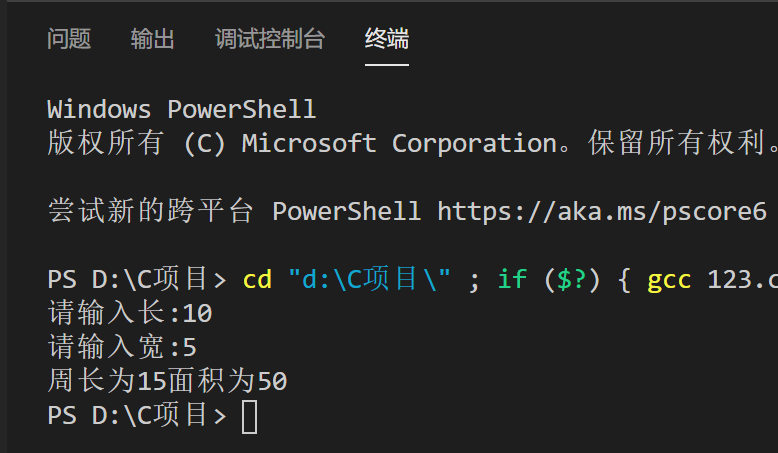 问题 输出 调试控制台 终端
Windows PowerShell
版权所有 (C) Microsoft Corporation。保留所有权利。
尝试新的跨平台 PowerShell https://aka.ms/pscore6
PS D:\C项目> cd "d:\C项目\" ; if ($?) { gcc 123.c
请输入长:10
请输入宽:5
周长为15面积为50
PS D:\C项目>